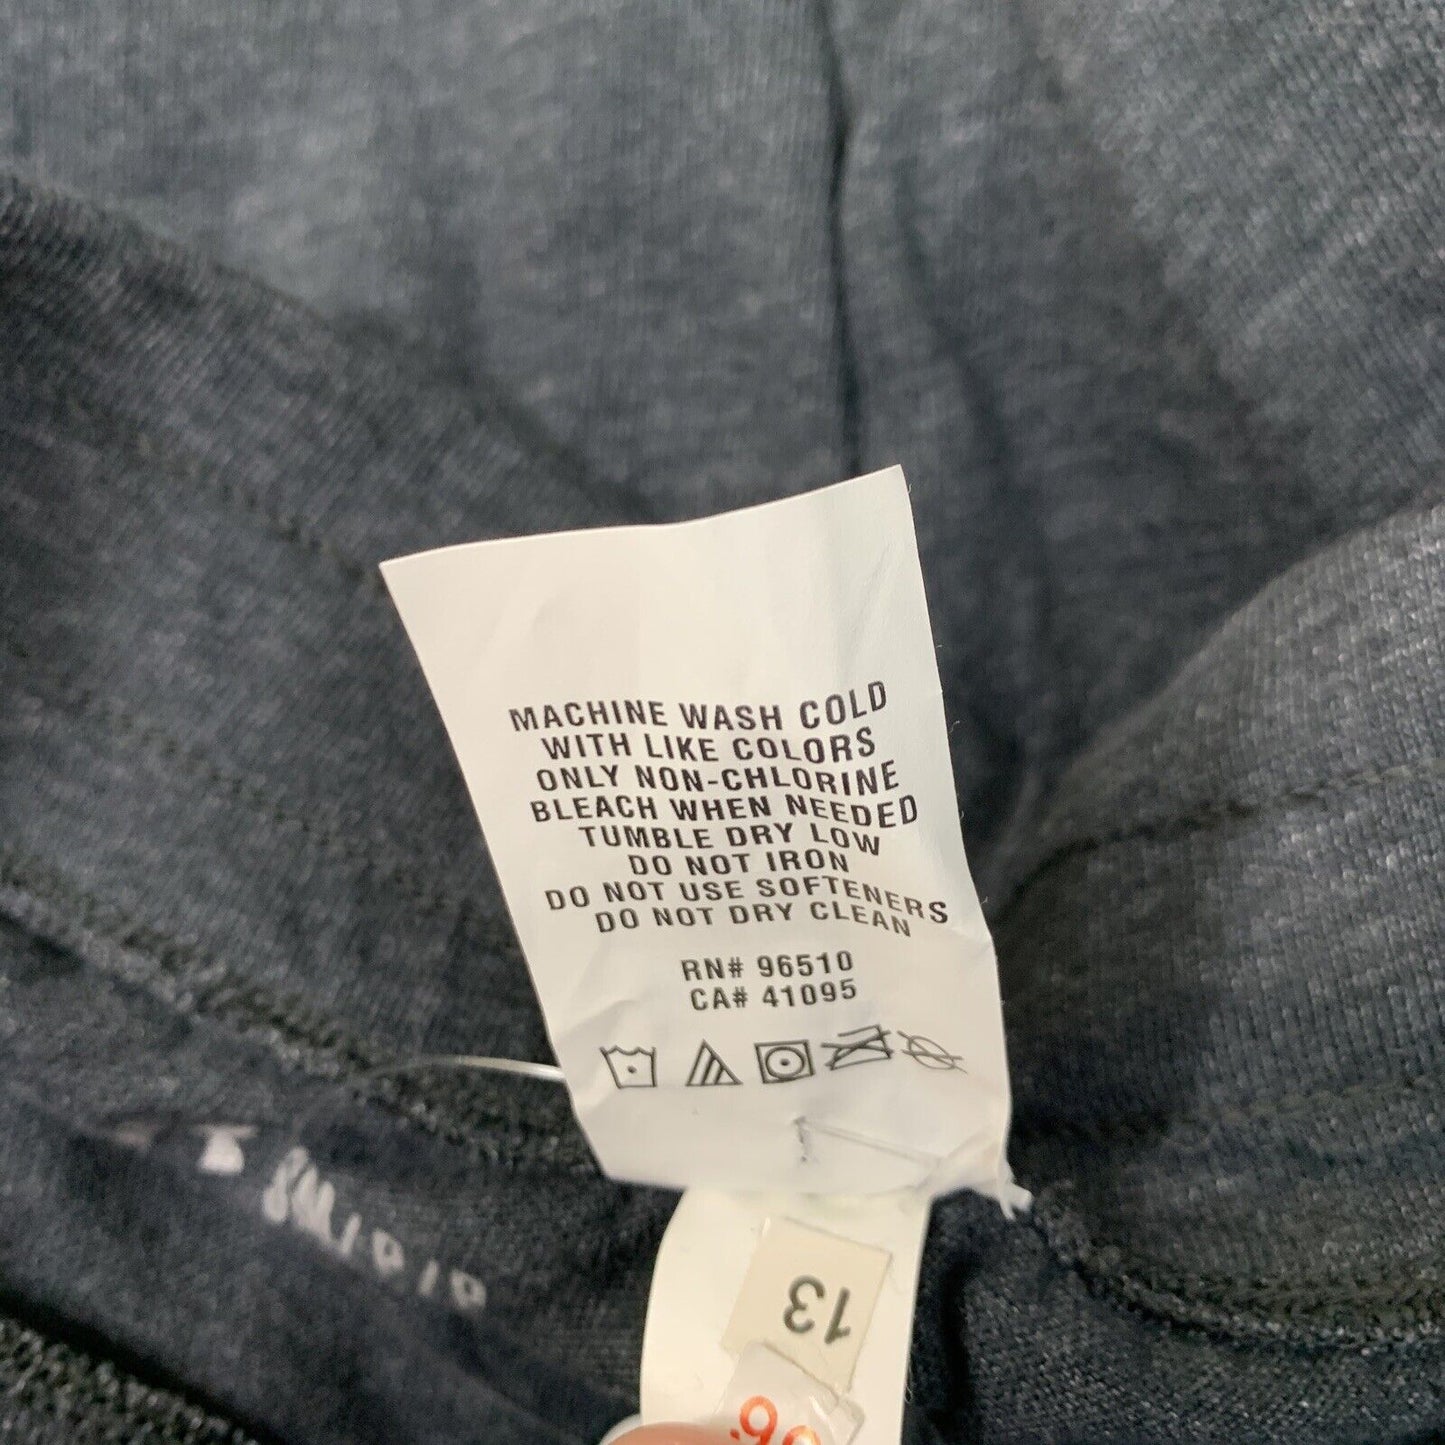 MACHINE WASH COLD
WITH LIKE COLORS
ONLY NON-CHLORINE
BLEACH WHEN NEEDED
TUMBLE DRY LOW
DO NOT IRON
DO NOT USE SOFTENERS
DO NOT DRY CLEAN
RN# 96510
CA# 41095
13